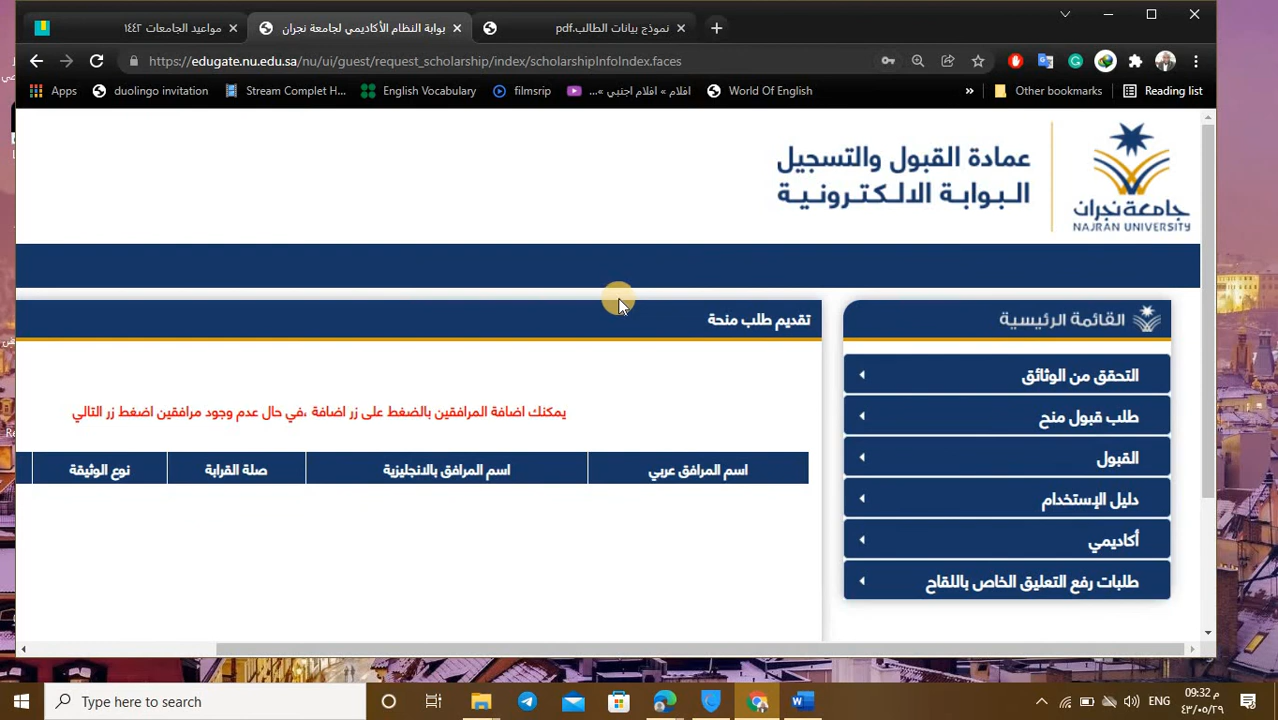 مواعيد الجامعات ١٤٤٢
بوابة النظام الأكاديمي لجامعة نجران
نموذج بيانات الطالب.pdf
https://edugate.nu.edu.sa/nu/ui/guest/request_scholarship/index/scholarshipInfoIndex.faces
Apps
duolingo invitation
Stream Complet H...
English Vocabulary
filmsrip
افلام » افلام اجنبي »...
World Of English
»
Other bookmarks
Reading list
عمادة القبول والتسجيل
البوابة الالكترونية
جامعة نجران
NAJRAN UNIVERSITY
القائمة الرئيسية
التحقق من الوثائق
طلب قبول منح
القبول
دليل الإستخدام
أكاديمي
طلبات رفع التعليق الخاص باللقاح
تقديم طلب منحة
يمكنك اضافة المرافقين بالضغط على زر اضافة ،في حال عدم وجود مرافقين اضغط زر التالي
اسم المرافق عربي
اسم المرافق بالانجليزية
صلة القرابة
نوع الوثيقة
Type here to search
ENG
09:32 م
٤٣/٠٥/٢٩